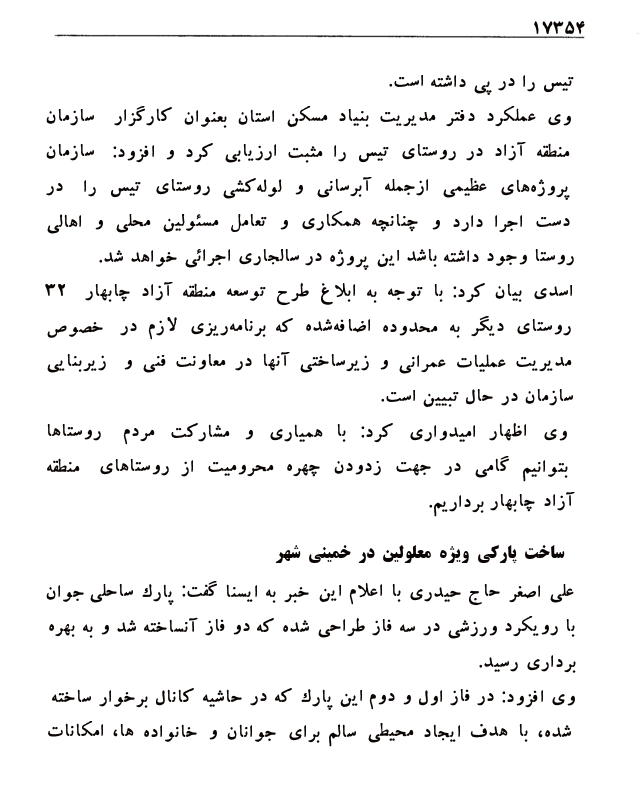 ۱۷۳۵۴
تیس را در پی داشته است.
وی عملکرد دفتر مدیریت بنیاد مسکن استان بعنوان کارگزار سازمان
منطقه آزاد در روستای تیس را مثبت ارزیابی کرد و افزود: سازمان
پروژه‌های عظیمی ازجمله آبرسانی و لوله‌کشی روستای تیس را در
دست اجرا دارد و چنانچه همکاری و تعامل مسئولین محلی و اهالی
روستا وجود داشته باشد این پروژه در سالجاری اجرائی خواهد شد.
اسدی بیان کرد: با توجه به ابلاغ طرح توسعه منطقه آزاد چابهار ۳۲
روستای دیگر به محدوده اضافه‌شده که برنامه‌ریزی لازم در خصوص
مدیریت عملیات عمرانی و زیرساختی آنها در معاونت فنی و زیربنایی
سازمان در حال تبیین است.
وی اظهار امیدواری کرد: با همیاری و مشارکت مردم روستاها
بتوانیم گامی در جهت زدودن چهره محرومیت از روستاهای منطقه
آزاد چابهار برداریم.
ساخت پارکی ویژه معلولین در خمینی شهر
علی اصغر حاج حیدری با اعلام این خبر به ایسنا گفت: پارك ساحلی جوان
با رویکرد ورزشی در سه فاز طراحی شده که دو فاز آنساخته شد و به بهره
برداری رسید.
وی افزود: در فاز اول و دوم این پارك که در حاشیه کانال برخوار ساخته
شده، با هدف ایجاد محیطی سالم برای جوانان و خانواده ها، امکانات